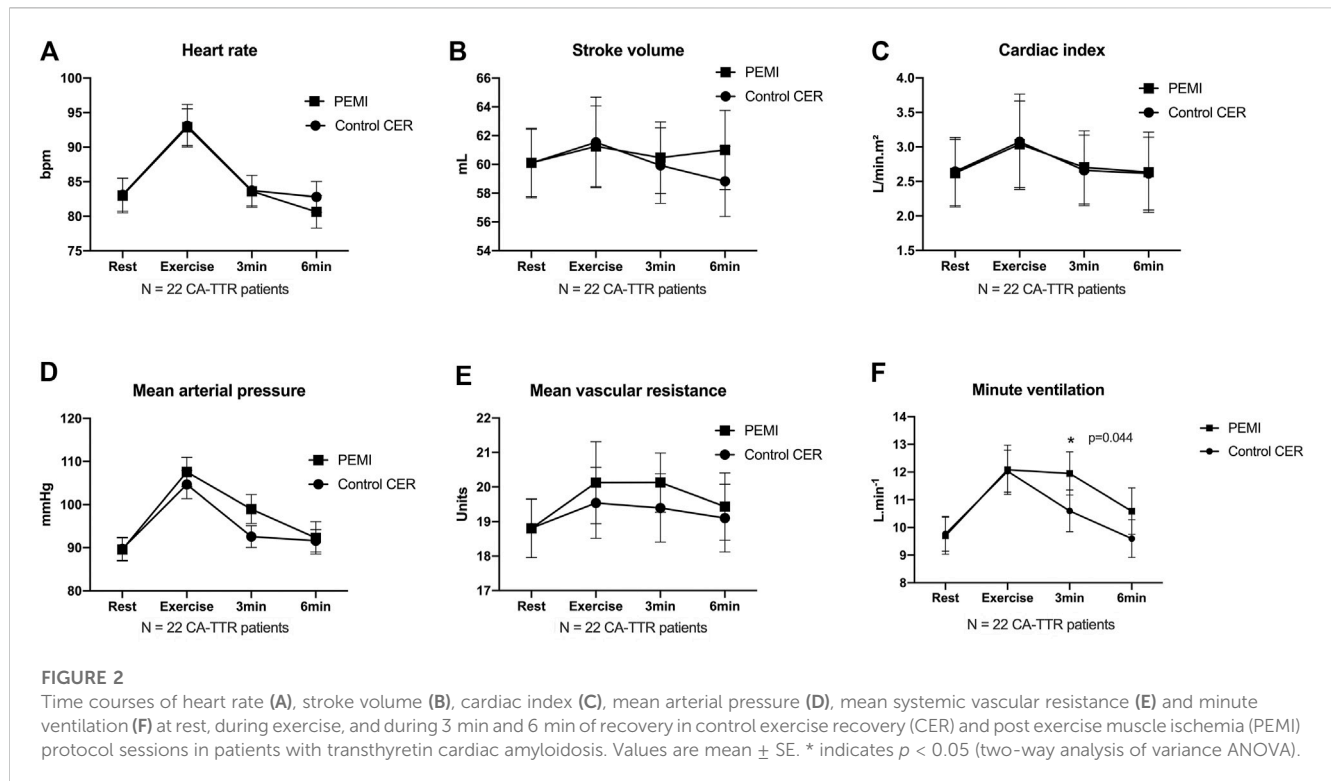 A
Heart rate
100
95
90
85
80
75
bpm
PEMI
Control CER
Rest Exercise 3min 6min
N = 22 CA-TTR patients
B
Stroke volume
66
64
62
60
58
56
54
mL
PEMI
Control CER
Rest Exercise 3min 6min
N = 22 CA-TTR patients
C
Cardiac index
4.0
3.5
3.0
2.5
2.0
1.5
L/min.m²
PEMI
Control CER
Rest Exercise 3min 6min
N = 22 CA-TTR patients
D
Mean arterial pressure
120
110
100
90
80
mmHg
PEMI
Control CER
Rest Exercise 3min 6min
N = 22 CA-TTR patients
E
Mean vascular resistance
22
21
20
19
18
17
Units
PEMI
Control CER
Rest Exercise 3min 6min
N = 22 CA-TTR patients
F
Minute ventilation
14
13
12
11
10
9
8
L.min⁻¹
* p=0.044
PEMI
Control CER
Rest Exercise 3min 6min
N = 22 CA-TTR patients
FIGURE 2
Time courses of heart rate (A), stroke volume (B), cardiac index (C), mean arterial pressure (D), mean systemic vascular resistance (E) and minute
ventilation (F) at rest, during exercise, and during 3 min and 6 min of recovery in control exercise recovery (CER) and post exercise muscle ischemia (PEMI)
protocol sessions in patients with transthyretin cardiac amyloidosis. Values are mean ± SE. * indicates p < 0.05 (two-way analysis of variance ANOVA).